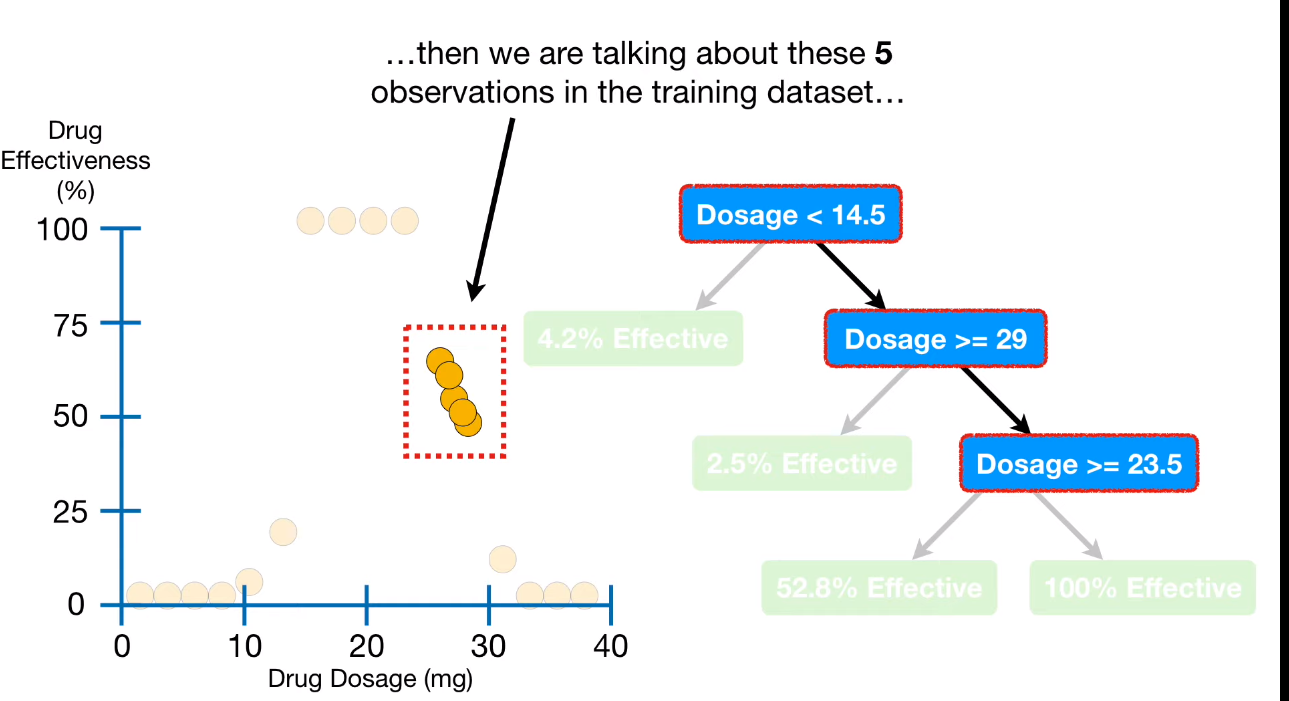 …then we are talking about these 5
observations in the training dataset…
Drug
Effectiveness
(%)
100
75
50
25
0
0 10 20 30 40
Drug Dosage (mg)
Dosage < 14.5
4.2% Effective
Dosage >= 29
2.5% Effective
Dosage >= 23.5
52.8% Effective
100% Effective